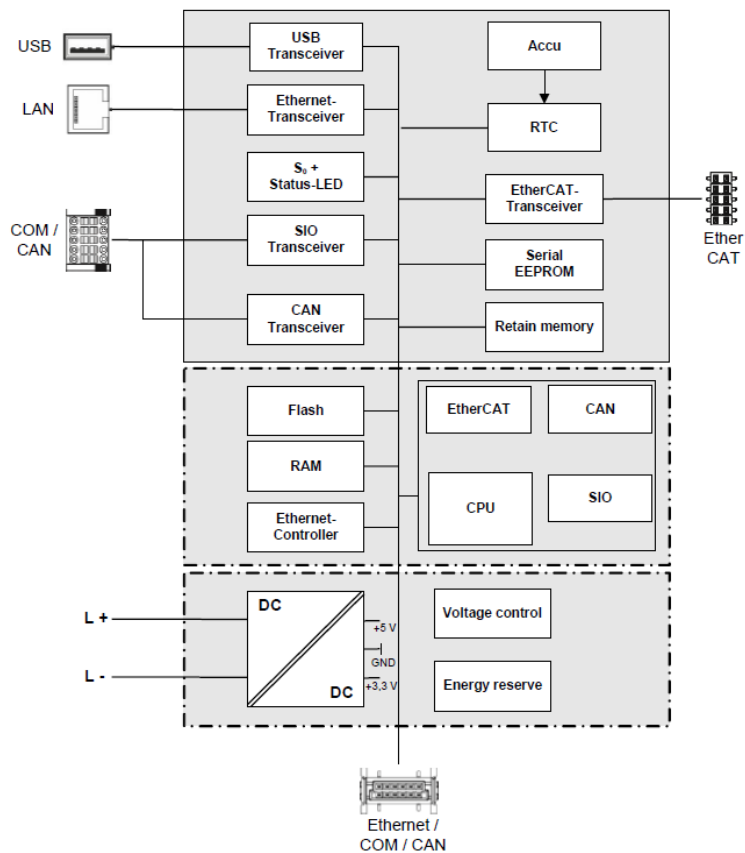 USB
USB
Transceiver
Accu
LAN
Ethernet-
Transceiver
RTC
S₀ +
Status-LED
EtherCAT-
Transceiver
Ether
CAT
COM /
CAN
SIO
Transceiver
Serial
EEPROM
CAN
Transceiver
Retain memory
Flash
EtherCAT
CAN
RAM
CPU
SIO
Ethernet-
Controller
L +
DC
+5 V
Voltage control
GND
L -
DC
+3,3 V
Energy reserve
Ethernet /
COM / CAN